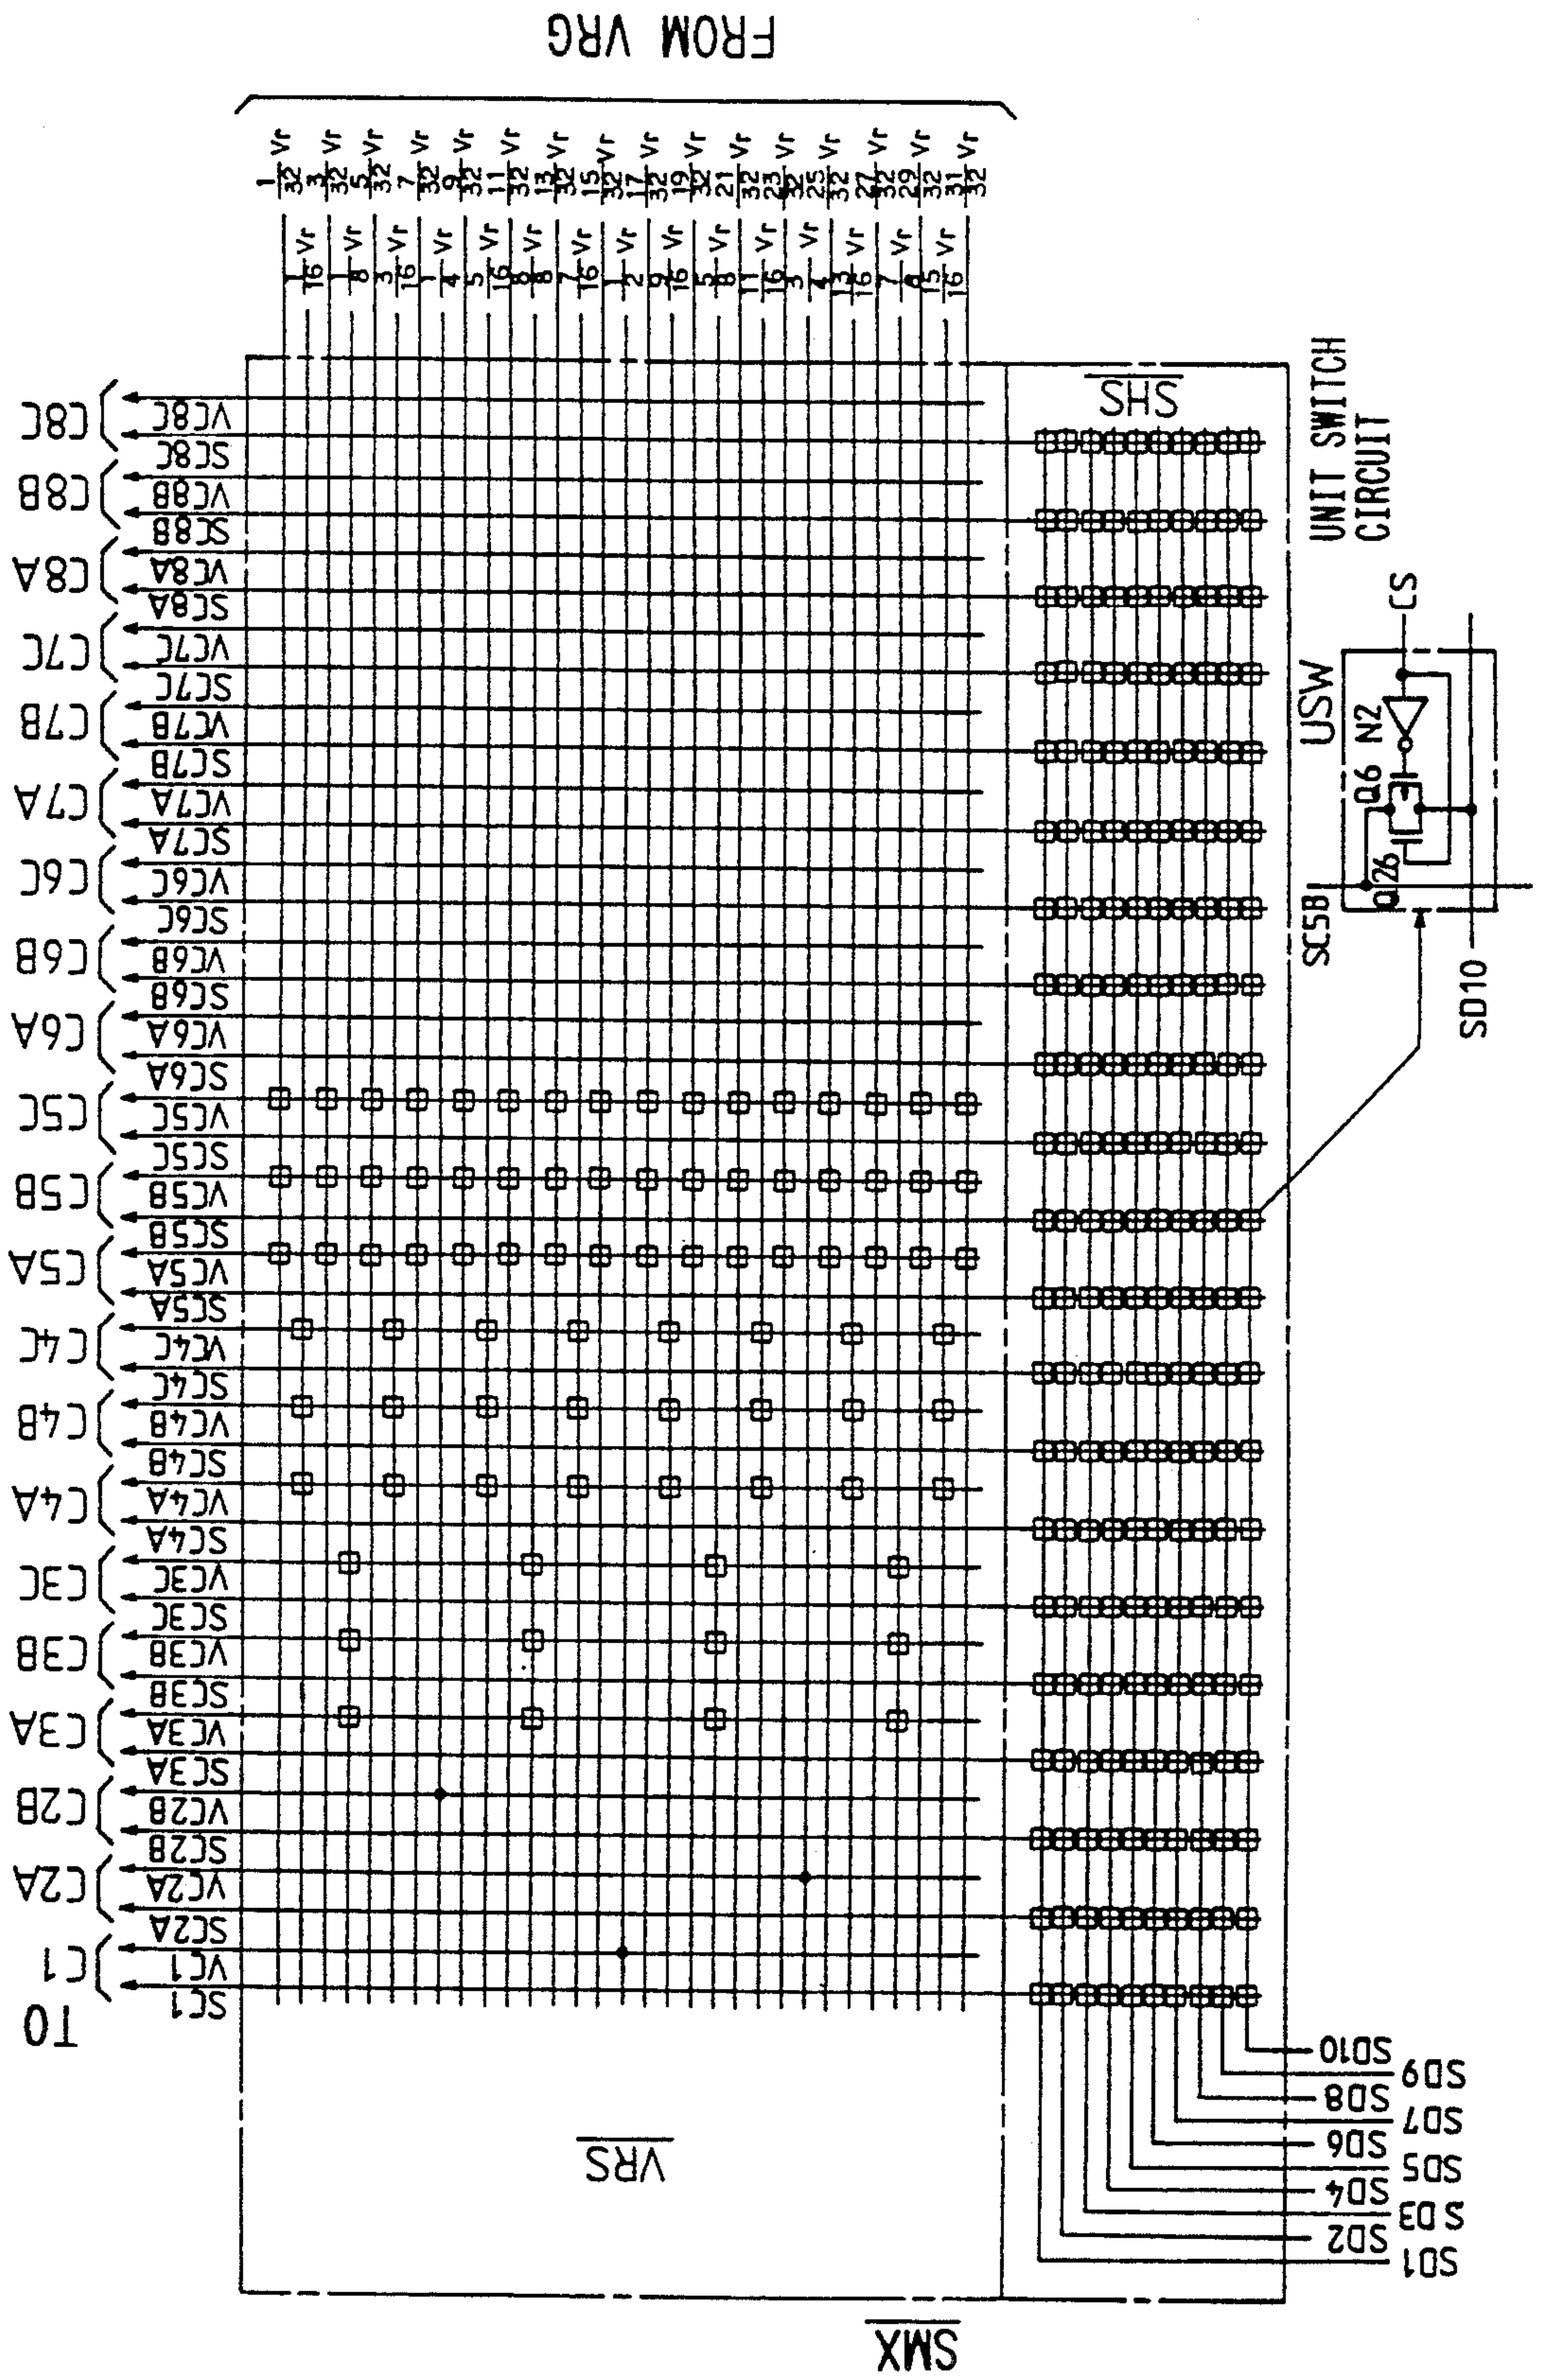 FROM VRG
1/32 Vr
3/32 Vr
5/32 Vr
7/32 Vr
9/32 Vr
11/32 Vr
13/32 Vr
15/32 Vr
17/32 Vr
19/32 Vr
21/32 Vr
23/32 Vr
25/32 Vr
27/32 Vr
29/32 Vr
31/32 Vr
1/16 Vr
1/8 Vr
3/16 Vr
1/4 Vr
5/16 Vr
3/8 Vr
7/16 Vr
1/2 Vr
9/16 Vr
5/8 Vr
11/16 Vr
3/4 Vr
13/16 Vr
7/8 Vr
15/16 Vr
C8C
VC8C
SC8C
C8B
VC8B
SC8B
C8A
VC8A
SC8A
C7C
VC7C
SC7C
C7B
VC7B
SC7B
C7A
VC7A
SC7A
C6C
VC6C
SC6C
C6B
VC6B
SC6B
C6A
VC6A
SC6A
C5C
VC5C
SC5C
C5B
VC5B
SC5B
C5A
VC5A
SC5A
C4C
VC4C
SC4C
C4B
VC4B
SC4B
C4A
VC4A
SC4A
C3C
VC3C
SC3C
C3B
VC3B
SC3B
C3A
VC3A
SC3A
C2B
VC2B
SC2B
C2A
VC2A
SC2A
C1
VC1
SC1
TO
SHS
UNIT SWITCH
CIRCUIT
USW
CS
N2
Q6
Q26
SC5B
SD10
SD10
SD9
SD8
SD7
SD6
SD5
SD4
SD3
SD2
SD1
VRS
SMX